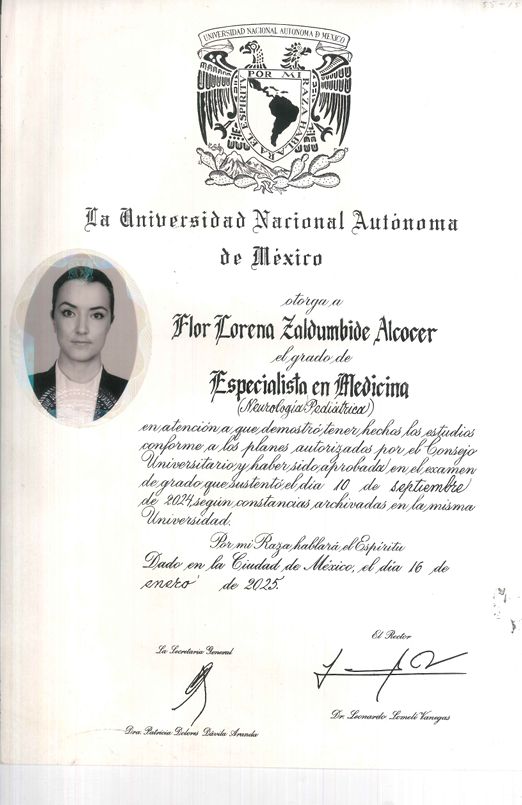 UNIVERSIDAD NACIONAL AUTÓNOMA D MÉXICO
POR MI RAZA HABLARA EL ESPIRITU
La Universidad Nacional Autónoma
de México
otorga a
Flor Lorena Zaldumbide Alcocer
el grado de
Especialista en Medicina
(Neurología Pediátrica)
en atención a que demostró tener hechos los estudios
conforme a los planes autorizados por el Consejo
Universitario y haber sido aprobada en el examen
de grado que sustentó el día 10 de septiembre
de 2024, según constancias archivadas en la misma
Universidad.
Por mi Raza hablará el Espíritu
Dado en la Ciudad de México, el día 16 de
enero de 2025.
La Secretaria General
El Rector
Dr. Leonardo Lomelí Vanegas
Dra. Patricia Dolores Dávila Aranda